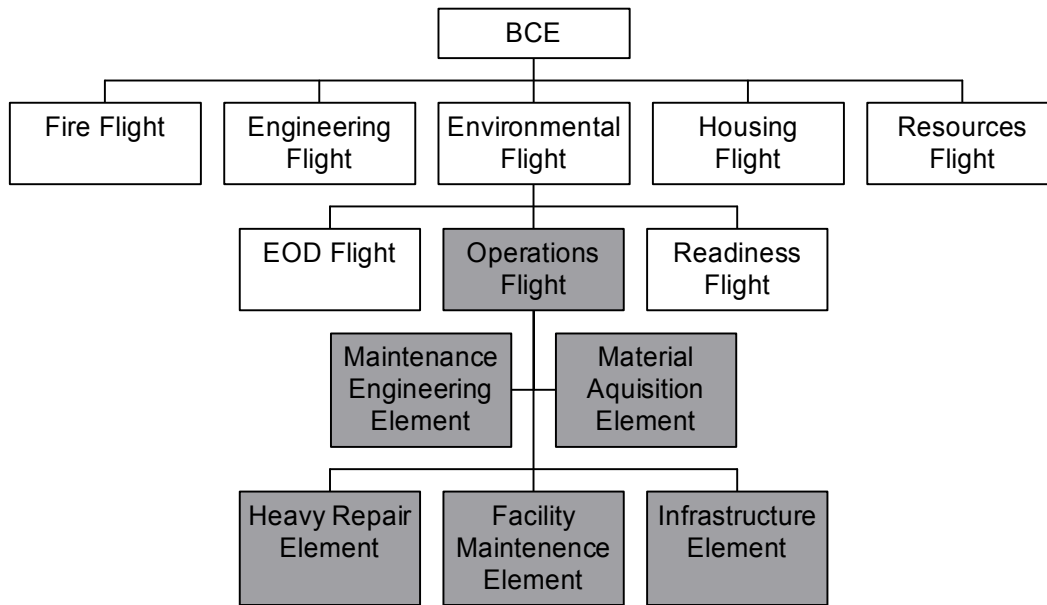 BCE
Fire Flight
Engineering
Flight
Environmental
Flight
Housing
Flight
Resources
Flight
EOD Flight
Operations
Flight
Readiness
Flight
Maintenance
Engineering
Element
Material
Aquisition
Element
Heavy Repair
Element
Facility
Maintenence
Element
Infrastructure
Element